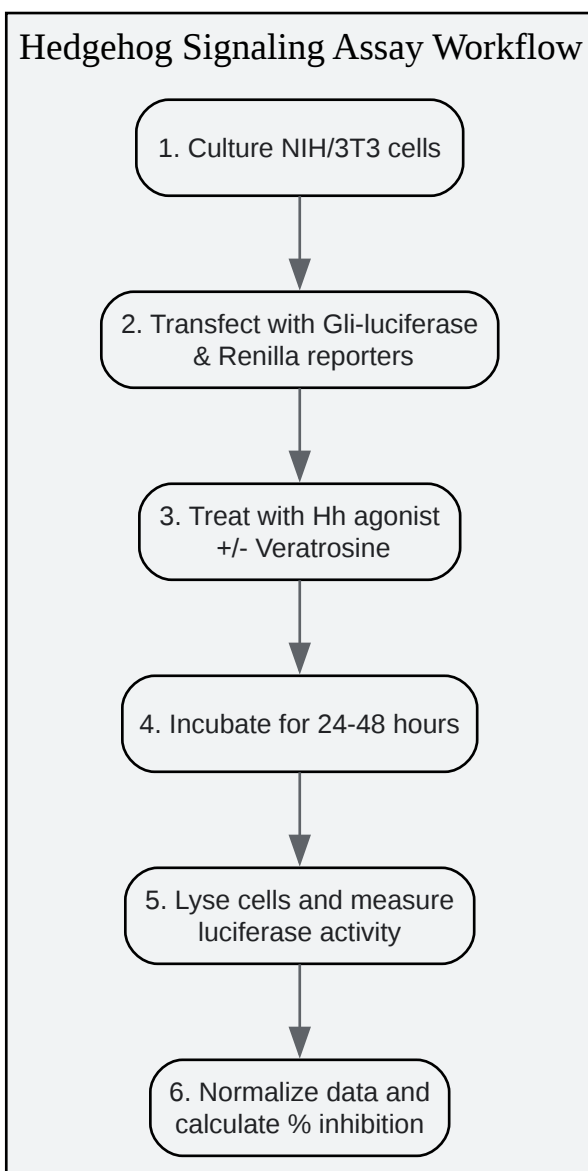 Hedgehog Signaling Assay Workflow
1. Culture NIH/3T3 cells
2. Transfect with Gli-luciferase
& Renilla reporters
3. Treat with Hh agonist
+/- Veratrosine
4. Incubate for 24-48 hours
5. Lyse cells and measure
luciferase activity
6. Normalize data and
calculate % inhibition